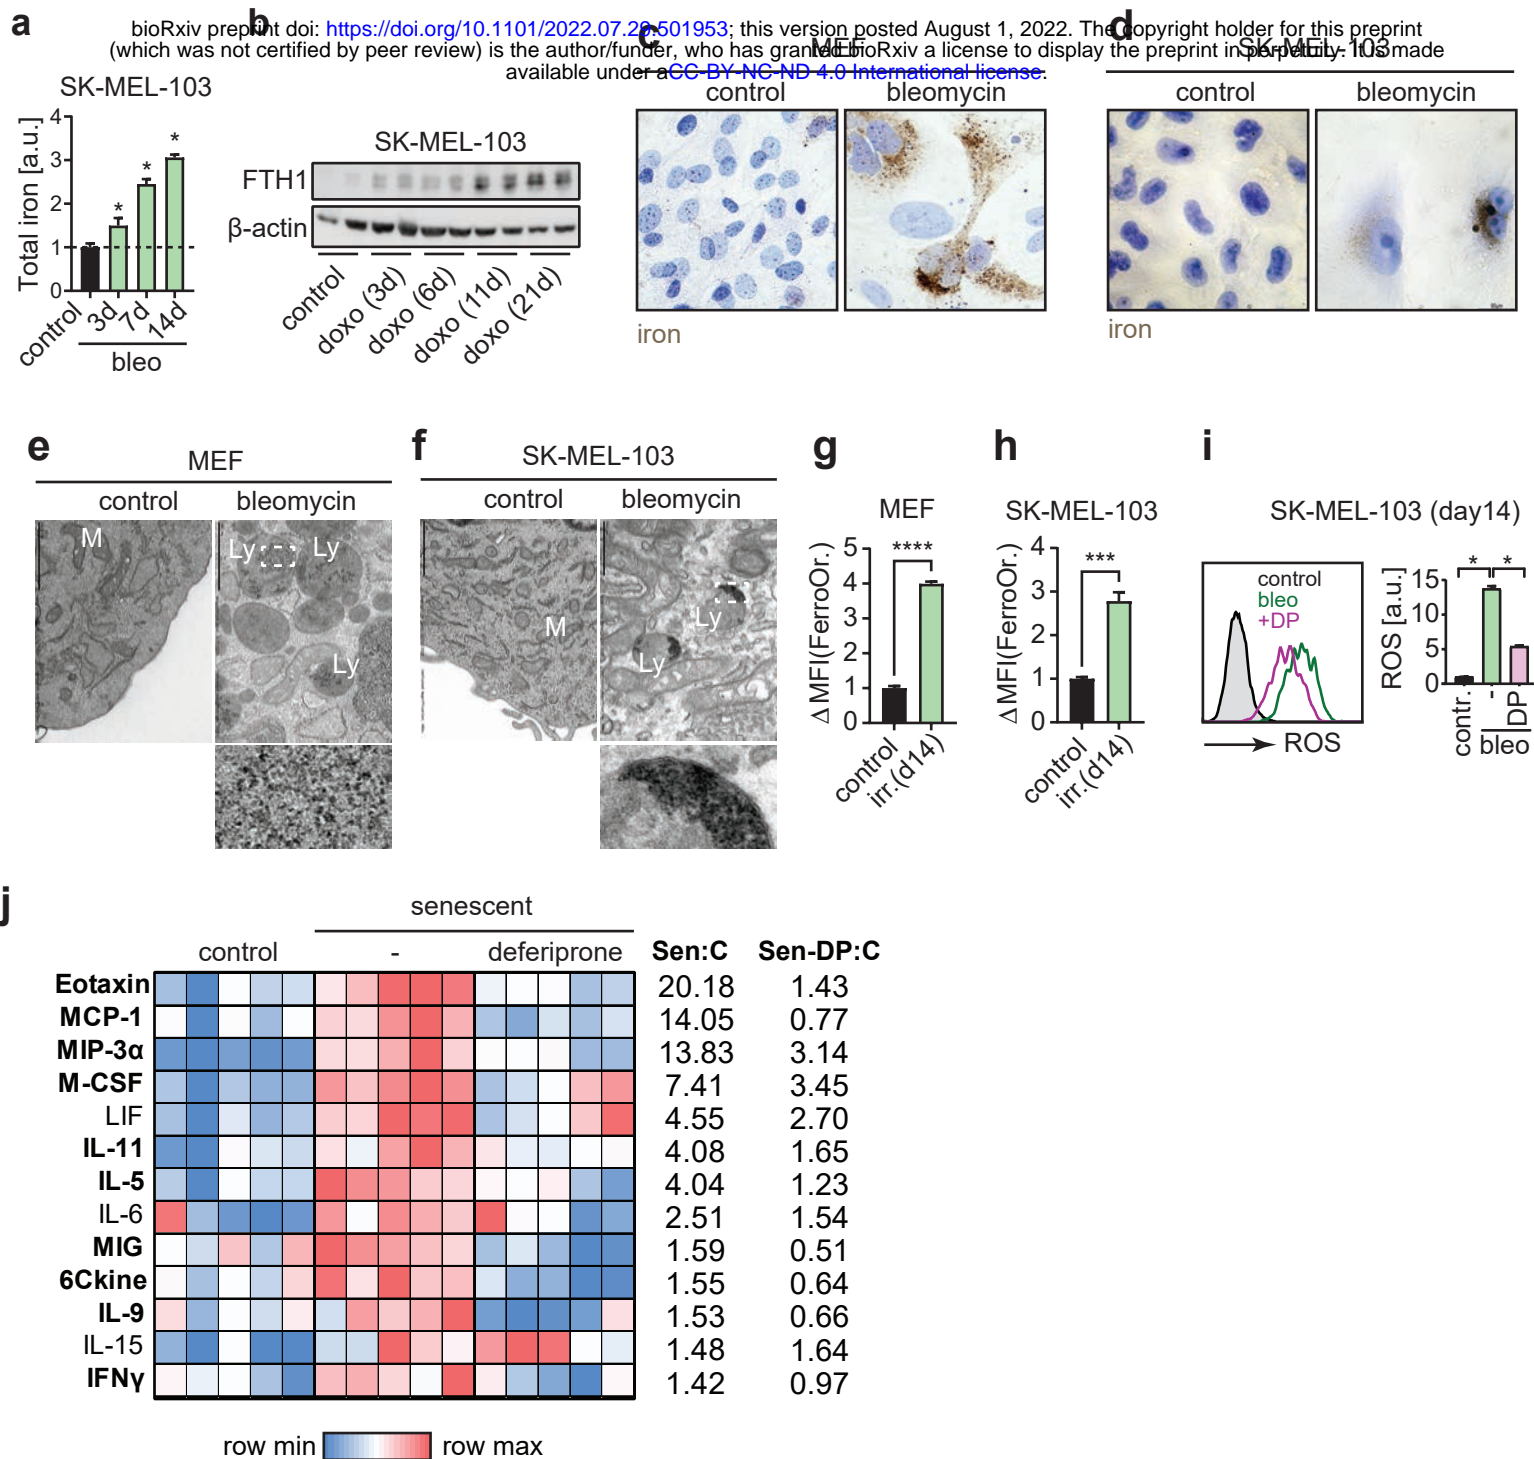 a
b
c
d
bioRxiv preprint doi: https://doi.org/10.1101/2022.07.29.501953; this version posted August 1, 2022. The copyright holder for this preprint
(which was not certified by peer review) is the author/funder, who has granted bioRxiv a license to display the preprint in perpetuity. It is made
available under aCC-BY-NC-ND 4.0 International license.
SK-MEL-103
Total iron [a.u.]
4
3
2
1
0
control
3d
7d
14d
bleo
SK-MEL-103
FTH1
β-actin
control
doxo (3d)
doxo (6d)
doxo (11d)
doxo (21d)
MEF
control
bleomycin
iron
SK-MEL-103
control
bleomycin
iron
* * *
e
MEF
control
bleomycin
M
Ly
Ly
Ly
f
SK-MEL-103
control
bleomycin
M
Ly
Ly
g
MEF
ΔMFI(FerroOr.)
5
4
3
2
1
0
****
control
irr.(d14)
h
SK-MEL-103
ΔMFI(FerroOr.)
4
3
2
1
0
***
control
irr.(d14)
i
SK-MEL-103 (day14)
control
bleo
+DP
ROS
ROS [a.u.]
15
10
5
0
* *
contr.
-
DP
bleo
j
senescent
control - deferiprone Sen:C Sen-DP:C
Eotaxin 20.18 1.43
MCP-1 14.05 0.77
MIP-3α 13.83 3.14
M-CSF 7.41 3.45
LIF 4.55 2.70
IL-11 4.08 1.65
IL-5 4.04 1.23
IL-6 2.51 1.54
MIG 1.59 0.51
6Ckine 1.55 0.64
IL-9 1.53 0.66
IL-15 1.48 1.64
IFNγ 1.42 0.97
row min row max